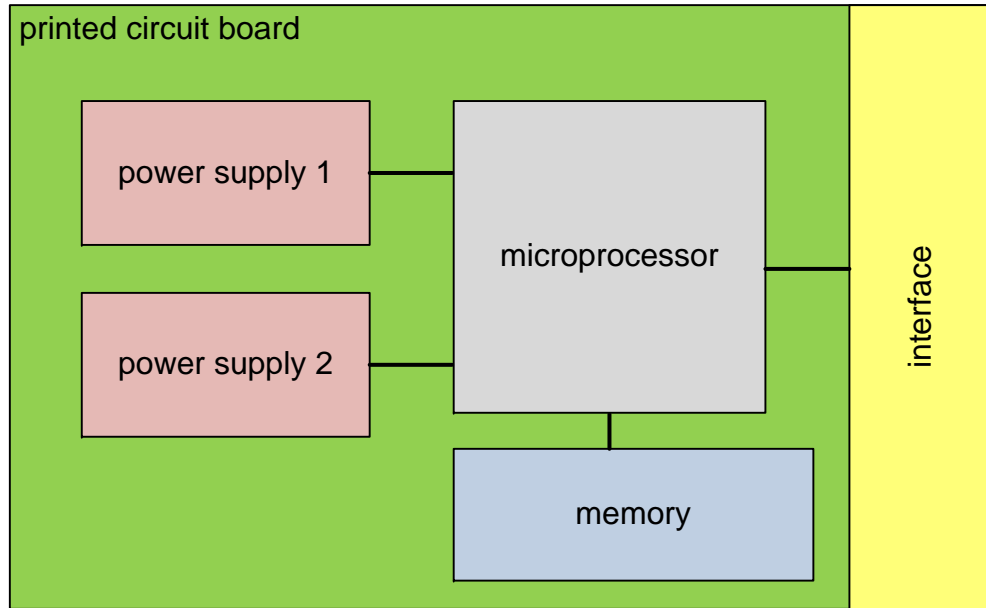 printed circuit board
power supply 1
microprocessor
power supply 2
memory
interface